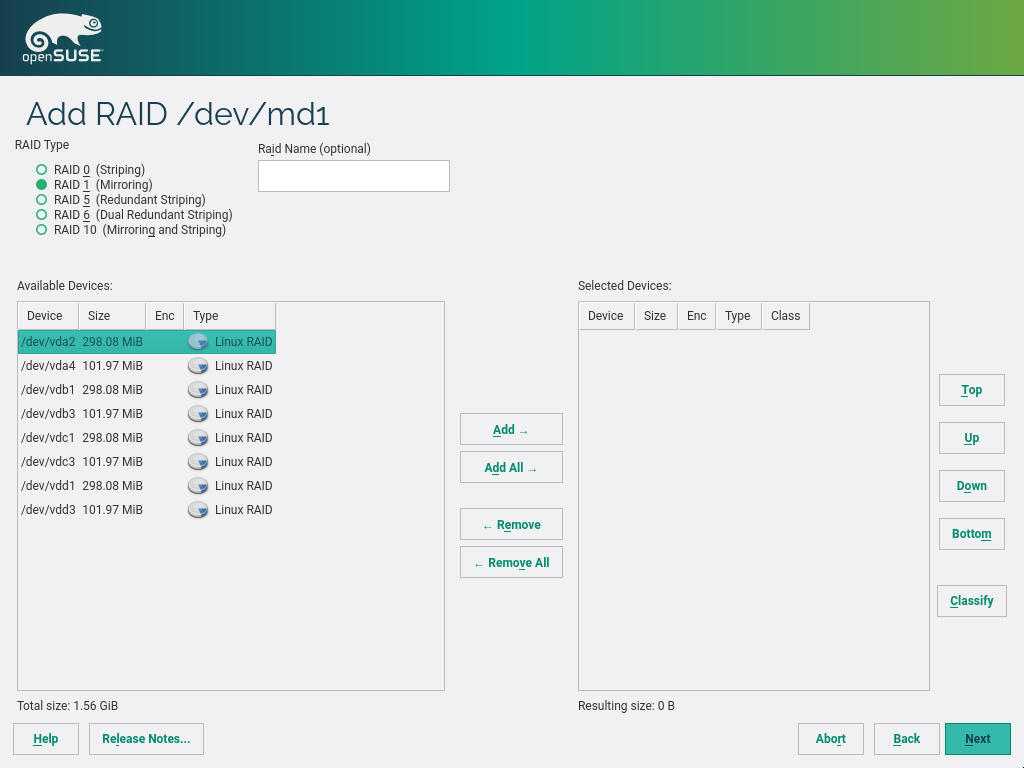 openSUSE
Add RAID /dev/md1
RAID Type
Raid Name (optional)
RAID 0 (Striping)
RAID 1 (Mirroring)
RAID 5 (Redundant Striping)
RAID 6 (Dual Redundant Striping)
RAID 10 (Mirroring and Striping)
Available Devices:
Device Size Enc Type
/dev/vda2 298.08 MiB Linux RAID
/dev/vda4 101.97 MiB Linux RAID
/dev/vdb1 298.08 MiB Linux RAID
/dev/vdb3 101.97 MiB Linux RAID
/dev/vdc1 298.08 MiB Linux RAID
/dev/vdc3 101.97 MiB Linux RAID
/dev/vdd1 298.08 MiB Linux RAID
/dev/vdd3 101.97 MiB Linux RAID
Total size: 1.56 GiB
Add →
Add All →
← Remove
← Remove All
Selected Devices:
Device Size Enc Type Class
Resulting size: 0 B
Top
Up
Down
Bottom
Classify
Help
Release Notes...
Abort
Back
Next